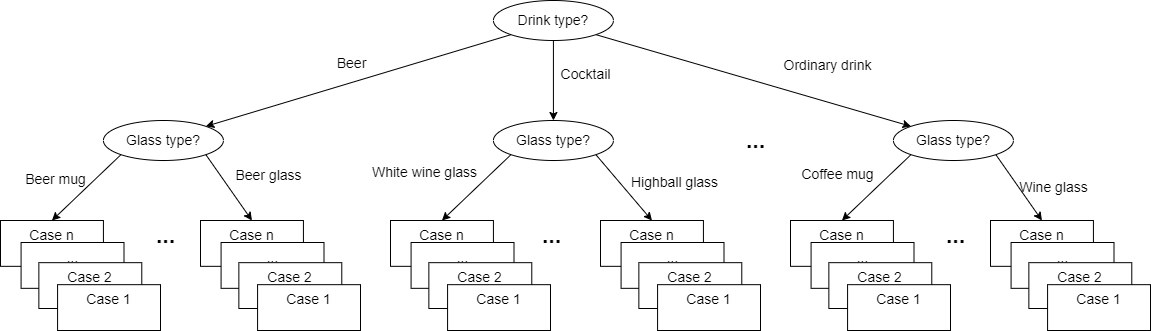 Drink type?
Beer
Cocktail
Ordinary drink
Glass type?
Glass type?
...
Glass type?
Beer mug
Beer glass
White wine glass
Highball glass
Coffee mug
Wine glass
Case n
...
Case 2
Case 1
...
Case n
...
Case 2
Case 1
Case n
...
Case 2
Case 1
...
Case n
...
Case 2
Case 1
Case n
...
Case 2
Case 1
...
Case n
...
Case 2
Case 1